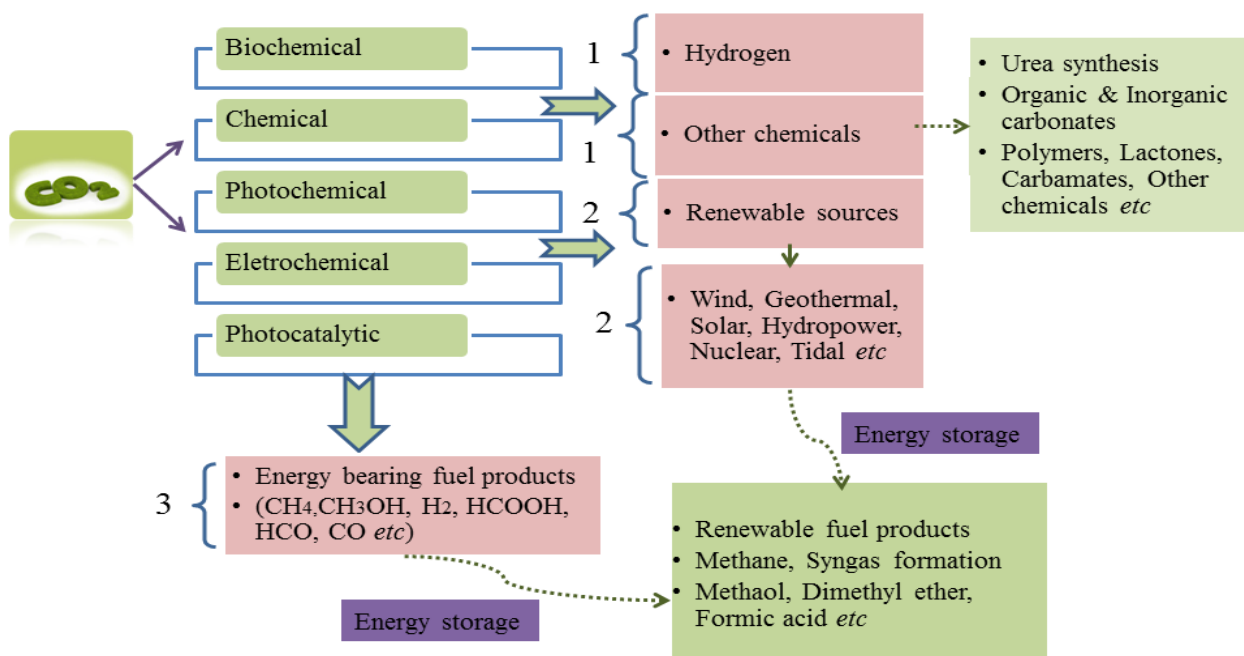 CO2
Biochemical
Chemical
Photochemical
Eletrochemical
Photocatalytic
1
• Hydrogen
1
• Other chemicals
2
• Renewable sources
2
• Wind, Geothermal,
Solar, Hydropower,
Nuclear, Tidal etc
• Urea synthesis
• Organic & Inorganic
carbonates
• Polymers, Lactones,
Carbamates, Other
chemicals etc
Energy storage
3
• Energy bearing fuel products
• (CH4,CH3OH, H2, HCOOH,
HCO, CO etc)
Energy storage
• Renewable fuel products
• Methane, Syngas formation
• Methaol, Dimethyl ether,
Formic acid etc